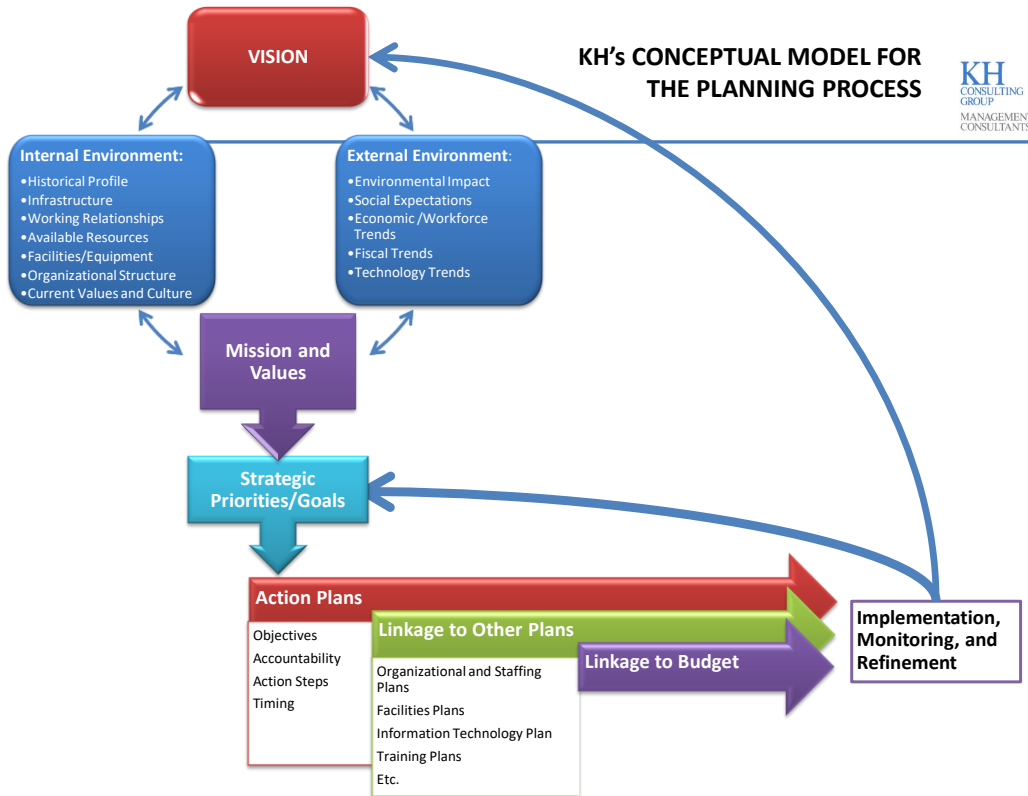 VISION
KH's CONCEPTUAL MODEL FOR
THE PLANNING PROCESS
KH
CONSULTING
GROUP
MANAGEMENT
CONSULTANTS
Internal Environment:
•Historical Profile
•Infrastructure
•Working Relationships
•Available Resources
•Facilities/Equipment
•Organizational Structure
•Current Values and Culture
External Environment:
•Environmental Impact
•Social Expectations
•Economic /Workforce
Trends
•Fiscal Trends
•Technology Trends
Mission and
Values
Strategic
Priorities/Goals
Action Plans
Objectives
Accountability
Action Steps
Timing
Linkage to Other Plans
Organizational and Staffing
Plans
Facilities Plans
Information Technology Plan
Training Plans
Etc.
Linkage to Budget
Implementation,
Monitoring, and
Refinement